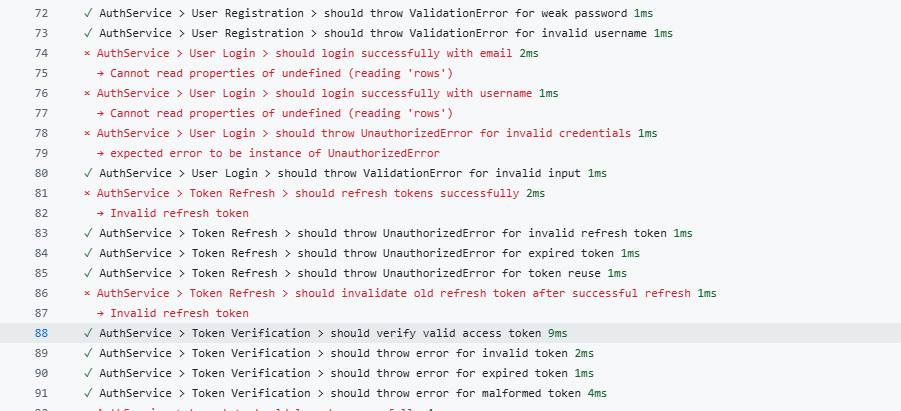 72 ✓ AuthService > User Registration > should throw ValidationError for weak password 1ms
73 ✓ AuthService > User Registration > should throw ValidationError for invalid username 1ms
74 × AuthService > User Login > should login successfully with email 2ms
75 → Cannot read properties of undefined (reading 'rows')
76 × AuthService > User Login > should login successfully with username 1ms
77 → Cannot read properties of undefined (reading 'rows')
78 × AuthService > User Login > should throw UnauthorizedError for invalid credentials 1ms
79 → expected error to be instance of UnauthorizedError
80 ✓ AuthService > User Login > should throw ValidationError for invalid input 1ms
81 × AuthService > Token Refresh > should refresh tokens successfully 2ms
82 → Invalid refresh token
83 ✓ AuthService > Token Refresh > should throw UnauthorizedError for invalid refresh token 1ms
84 ✓ AuthService > Token Refresh > should throw UnauthorizedError for expired token 1ms
85 ✓ AuthService > Token Refresh > should throw UnauthorizedError for token reuse 1ms
86 × AuthService > Token Refresh > should invalidate old refresh token after successful refresh 1ms
87 → Invalid refresh token
88 ✓ AuthService > Token Verification > should verify valid access token 9ms
89 ✓ AuthService > Token Verification > should throw error for invalid token 2ms
90 ✓ AuthService > Token Verification > should throw error for expired token 1ms
91 ✓ AuthService > Token Verification > should throw error for malformed token 4ms